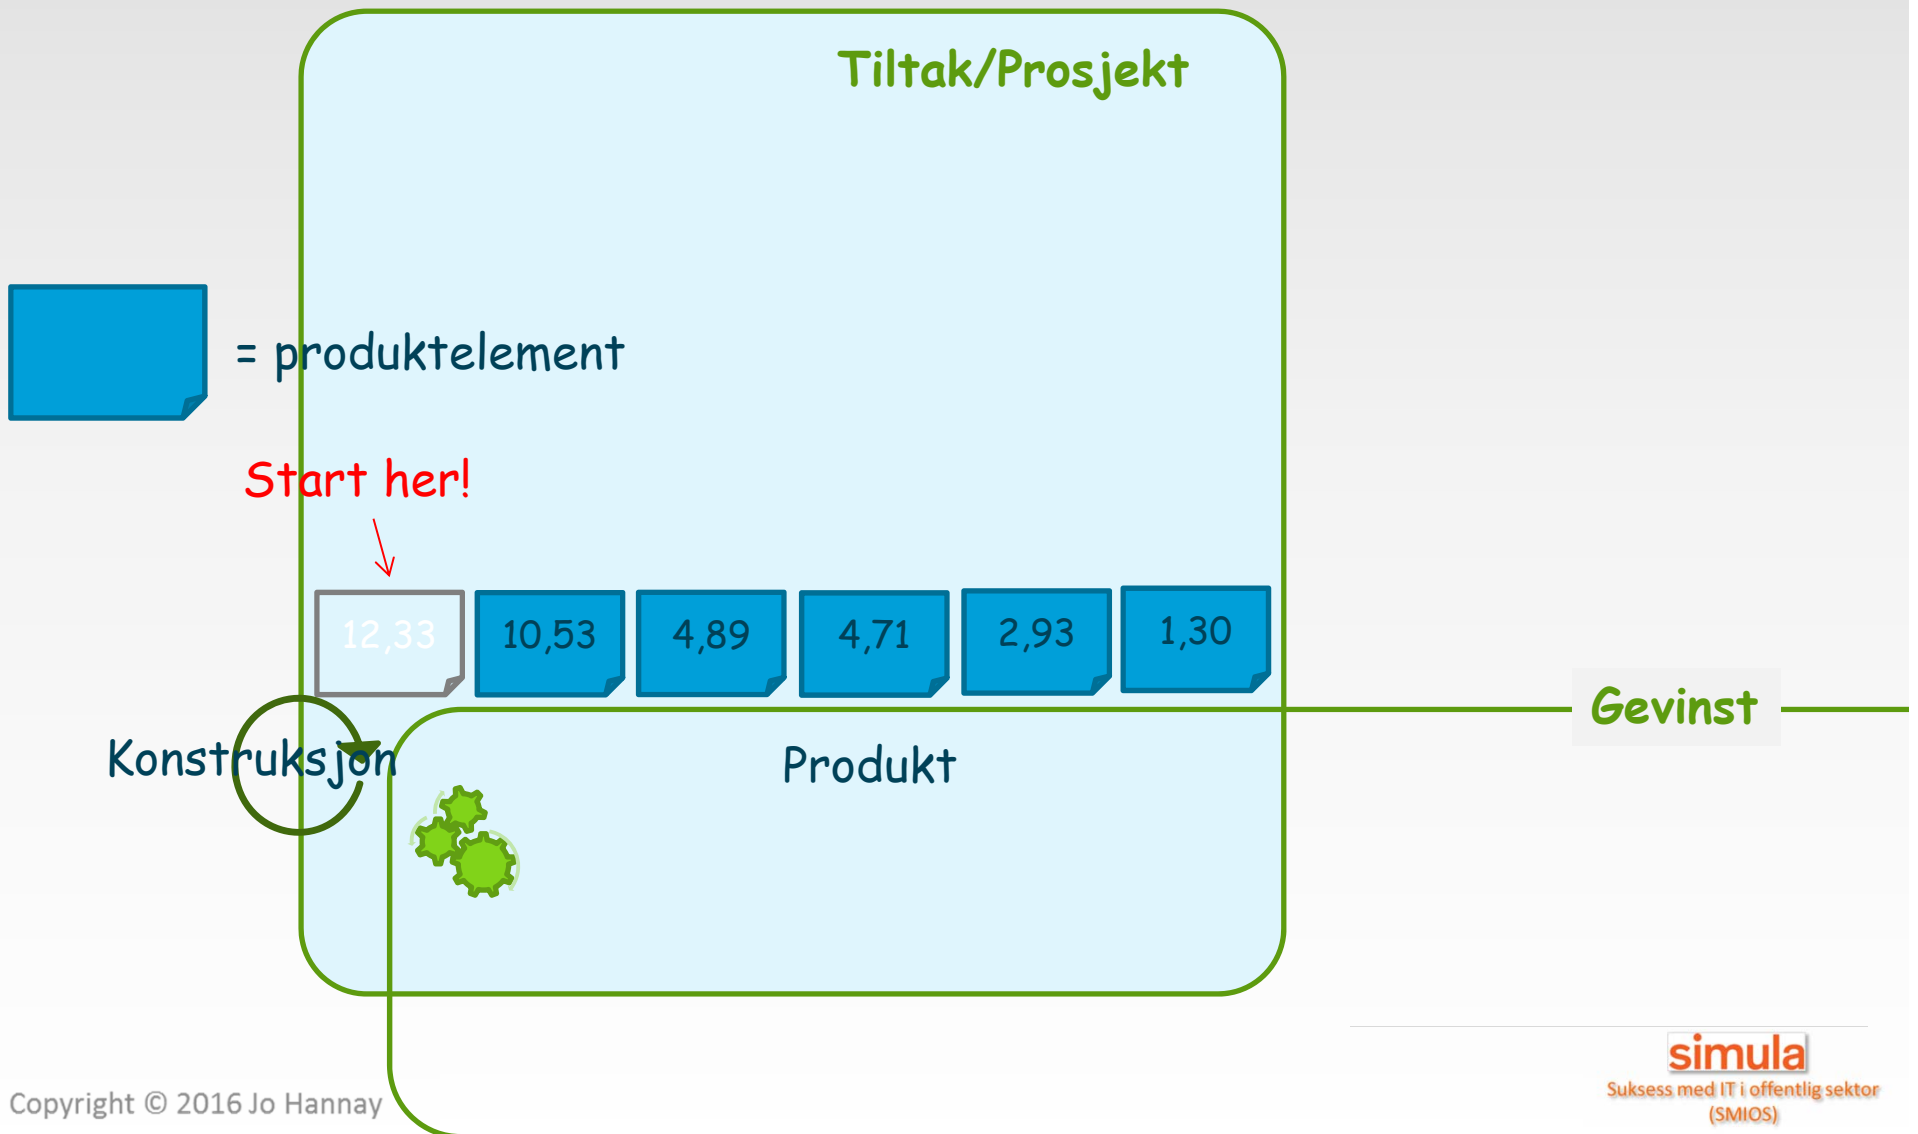 Tiltak/Prosjekt
= produktelement
Start her!
12,33 10,53 4,89 4,71 2,93 1,30
Gevinst
Konstruksjon
Produkt
simula
Suksess med IT i offentlig sektor
(SMIOS)
Copyright © 2016 Jo Hannay